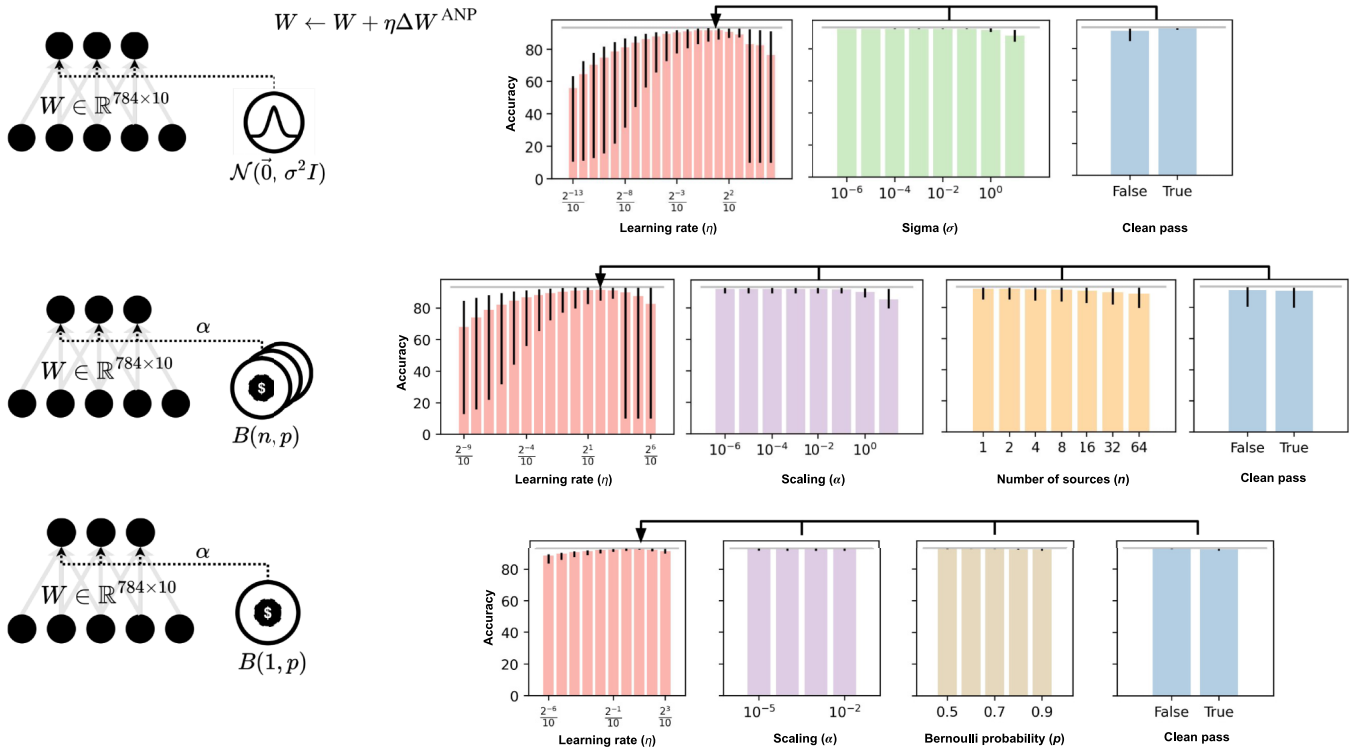 W ← W + ηΔW^ANP
W ∈ ℝ^784×10
𝒩(0⃗, σ²I)
Accuracy
80
60
40
20
0
2^-13/10 2^-8/10 2^-3/10 2^2/10
Learning rate (η)
10^-6 10^-4 10^-2 10^0
Sigma (σ)
False True
Clean pass
α
W ∈ ℝ^784×10
$
B(n, p)
Accuracy
80
60
40
20
0
2^-9/10 2^-4/10 2^1/10 2^6/10
Learning rate (η)
10^-6 10^-4 10^-2 10^0
Scaling (α)
1 2 4 8 16 32 64
Number of sources (n)
False True
Clean pass
α
W ∈ ℝ^784×10
$
B(1, p)
Accuracy
80
60
40
20
0
2^-6/10 2^-1/10 2^3/10
Learning rate (η)
10^-5 10^-2
Scaling (α)
0.5 0.7 0.9
Bernoulli probability (p)
False True
Clean pass